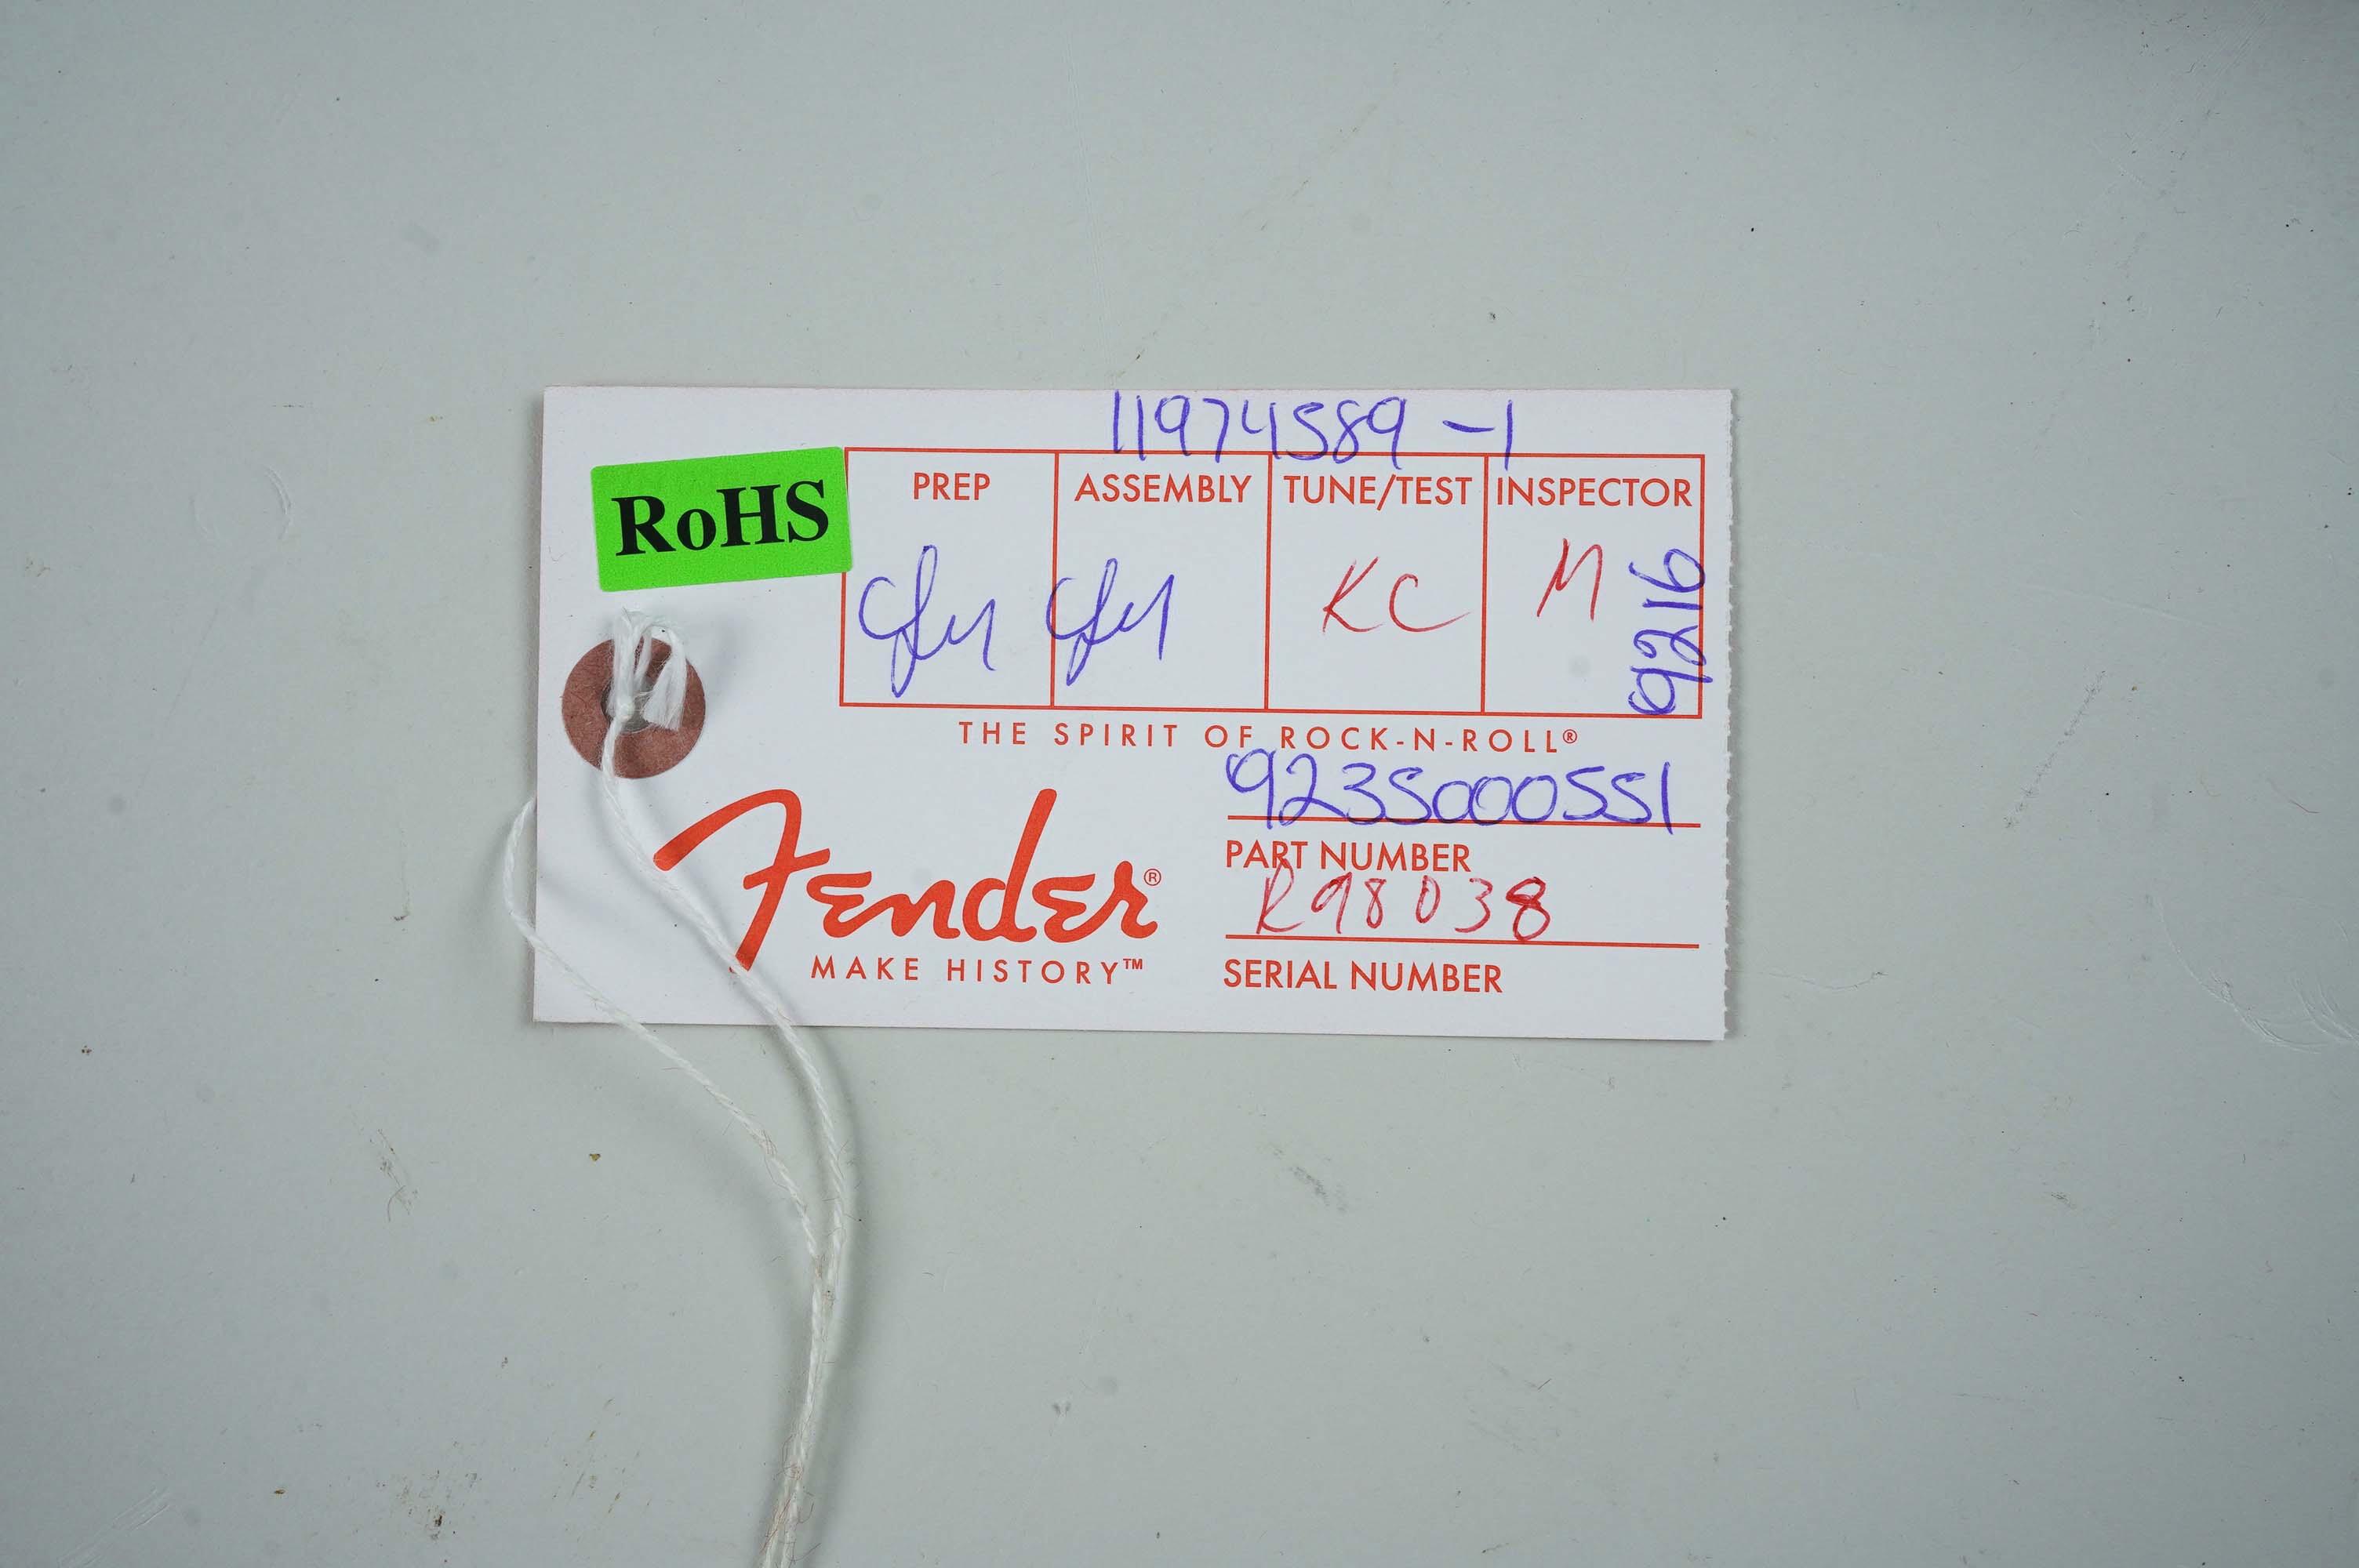 11974589-1
RoHS
PREP ASSEMBLY TUNE/TEST INSPECTOR
KC M
9216
THE SPIRIT OF ROCK-N-ROLL®
9235000551
PART NUMBER
R98038
Fender®
MAKE HISTORY™
SERIAL NUMBER